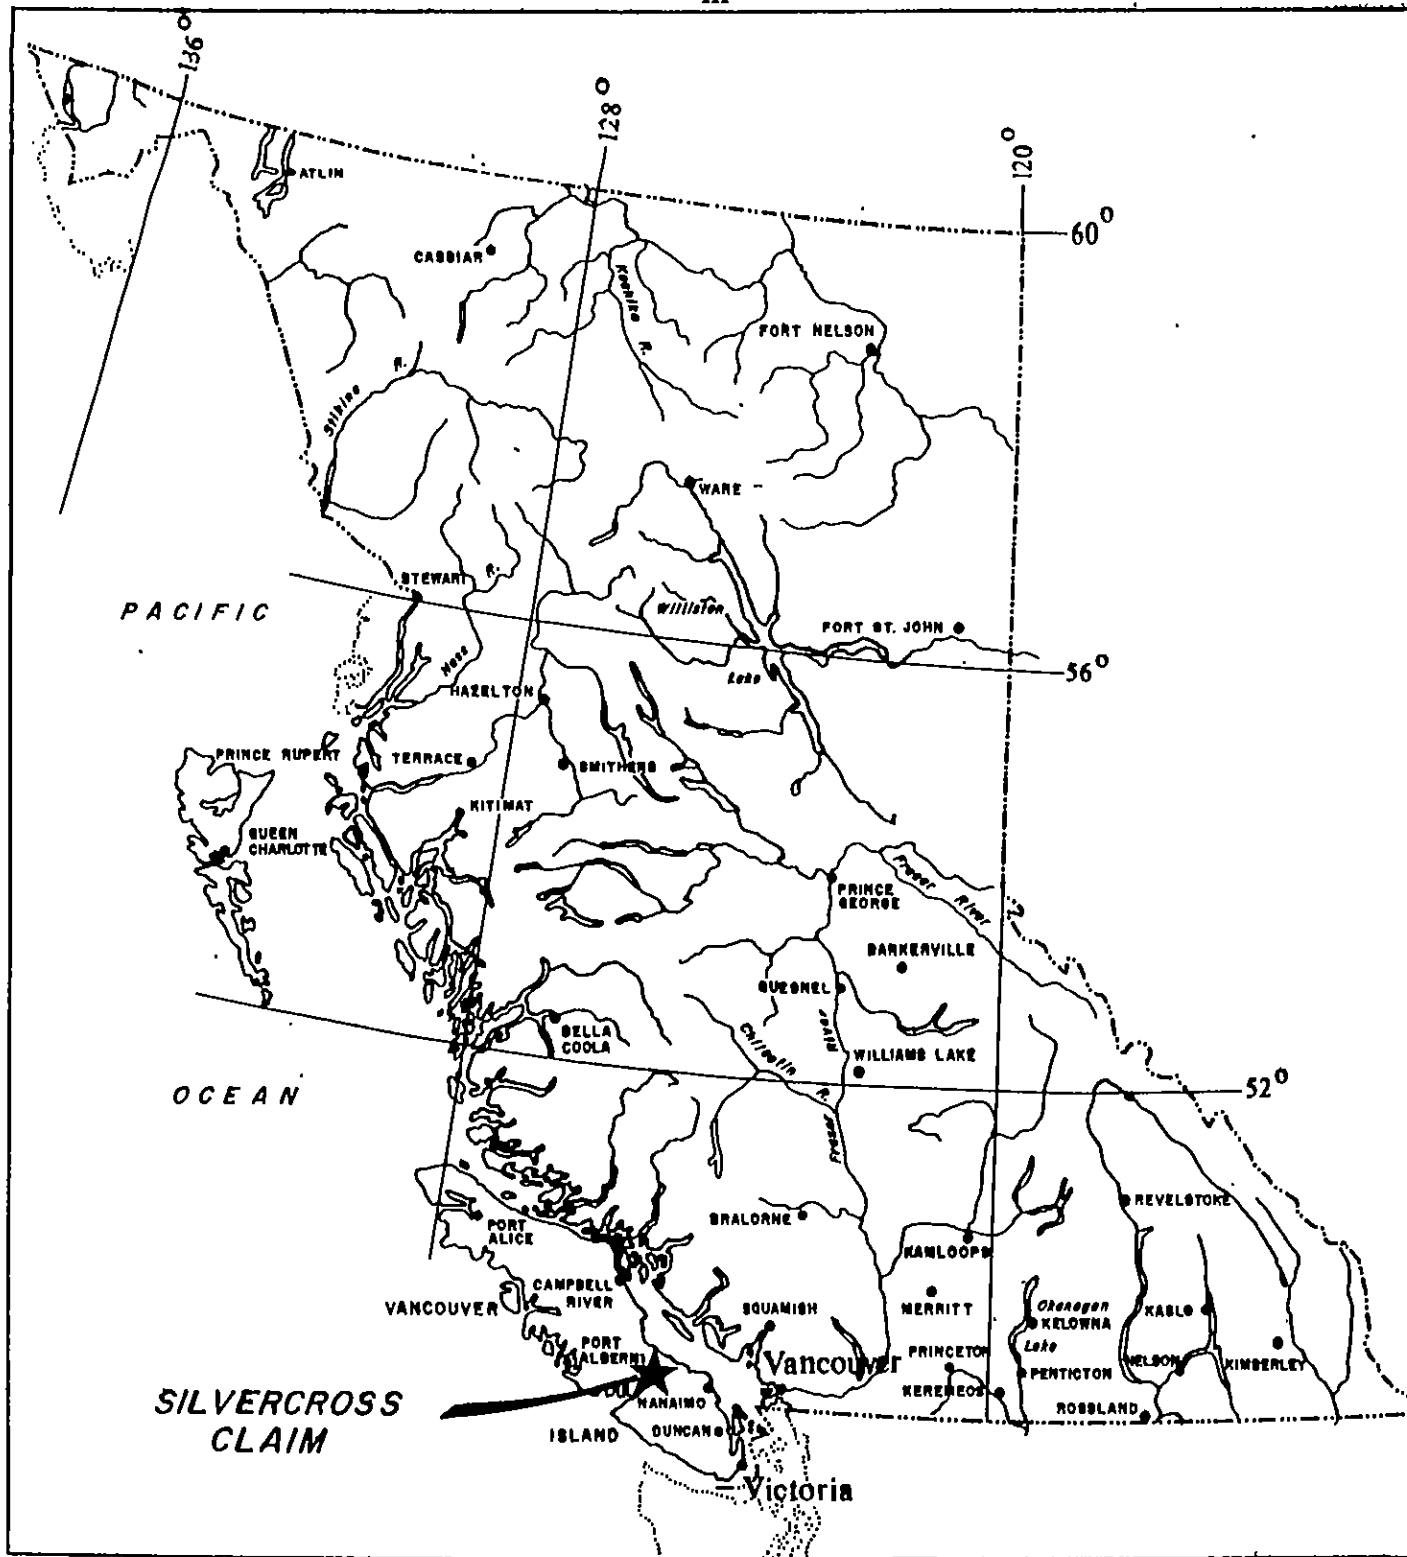 III
136°
128°
120°
ATLIN
60°
CASSIAR
Kechika
R.
FORT NELSON
Stikine R.
WARE
STEWART
R.
PACIFIC
Williston
FORT ST. JOHN
56°
Nass
Lake
HAZELTON
PRINCE RUPERT
TERRACE
SMITHERS
KITIMAT
QUEEN
CHARLOTTE
Fraser River
PRINCE
GEORGE
BARKERVILLE
QUESNEL
BELLA
COOLA
Chilcotin R.
Fraser River
WILLIAMS LAKE
52°
OCEAN
REVELSTOKE
BRALORNE
PORT
ALICE
KAMLOOPS
CAMPBELL
RIVER
VANCOUVER
SQUAMISH
MERRITT
Okanagan
KELOWNA
Lake
KASLO
PORT
ALBERNI
Vancouver
PRINCETON
PENTICTON
NELSON
KIMBERLEY
SILVERCROSS
CLAIM
NANAIMO
KEREMEOS
ROSSLAND
ISLAND
DUNCAN
Victoria